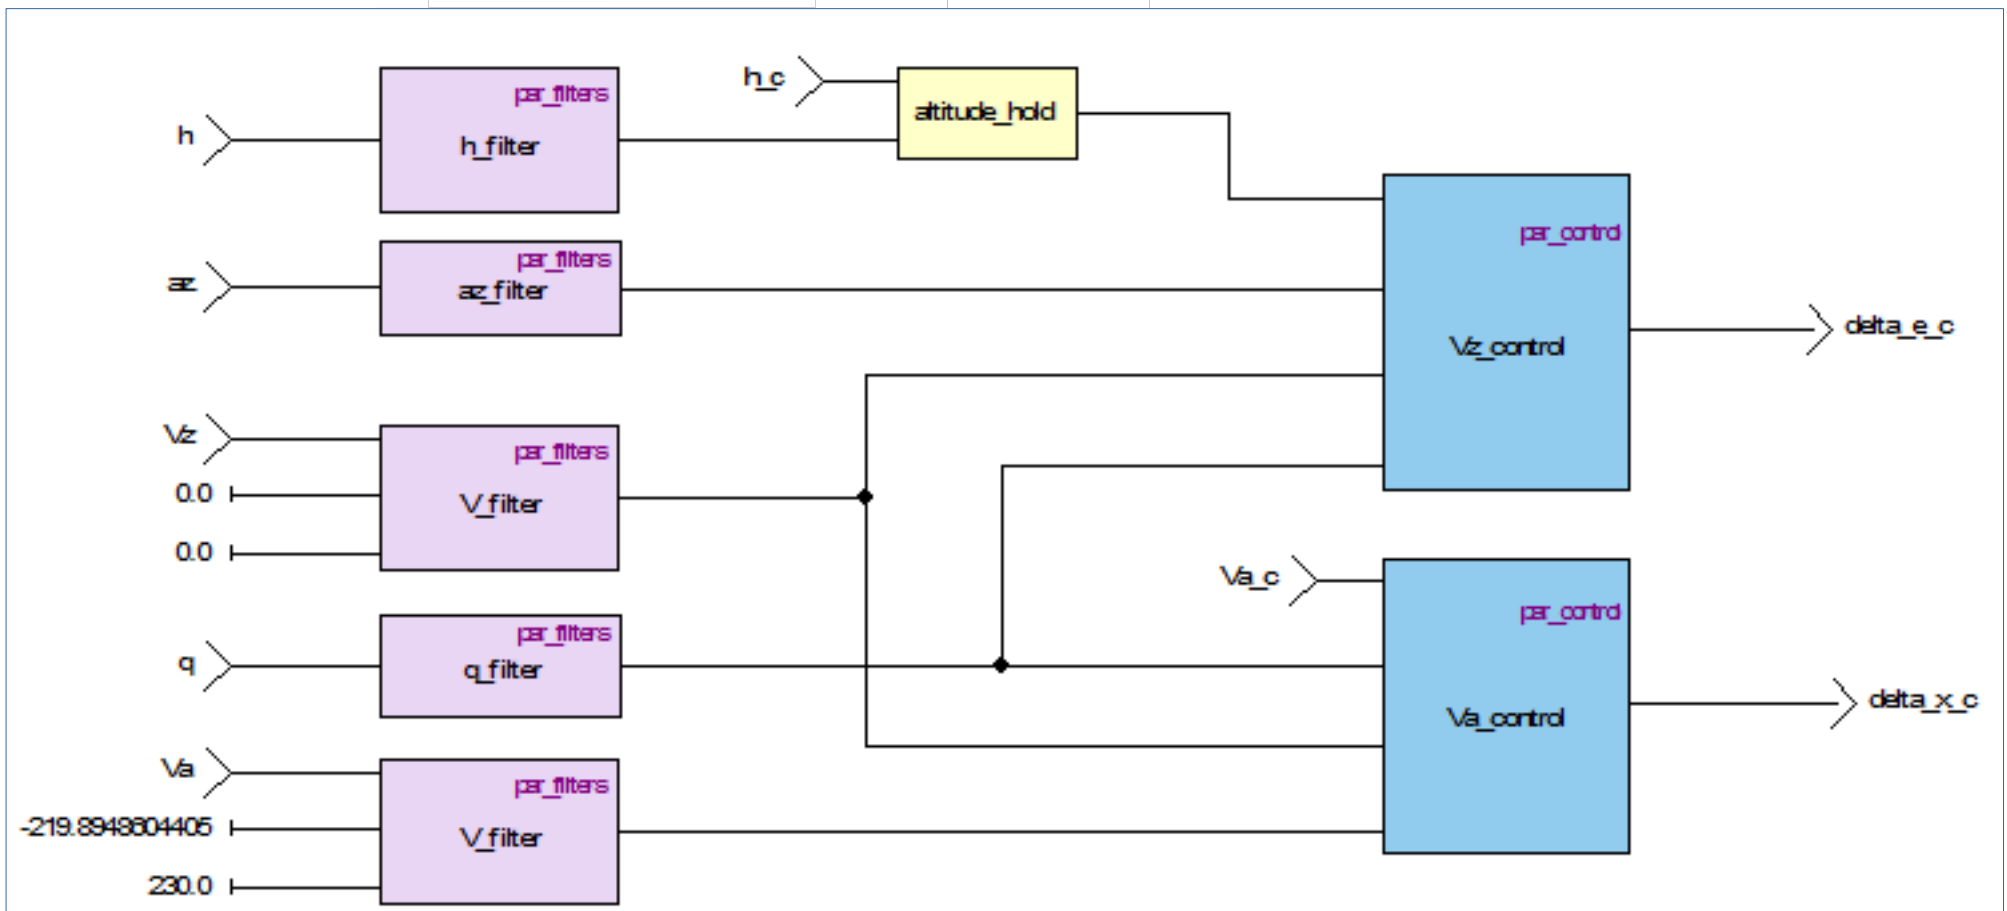 h_c
par_filters
altitude_hold
h
h_filter
par_control
par_filters
az
az_filter
delta_e_c
Vz_control
Vz
par_filters
0.0
V_filter
0.0
Va_c
par_control
par_filters
q
q_filter
delta_x_c
Va_control
Va
par_filters
-219.8948604405
V_filter
230.0